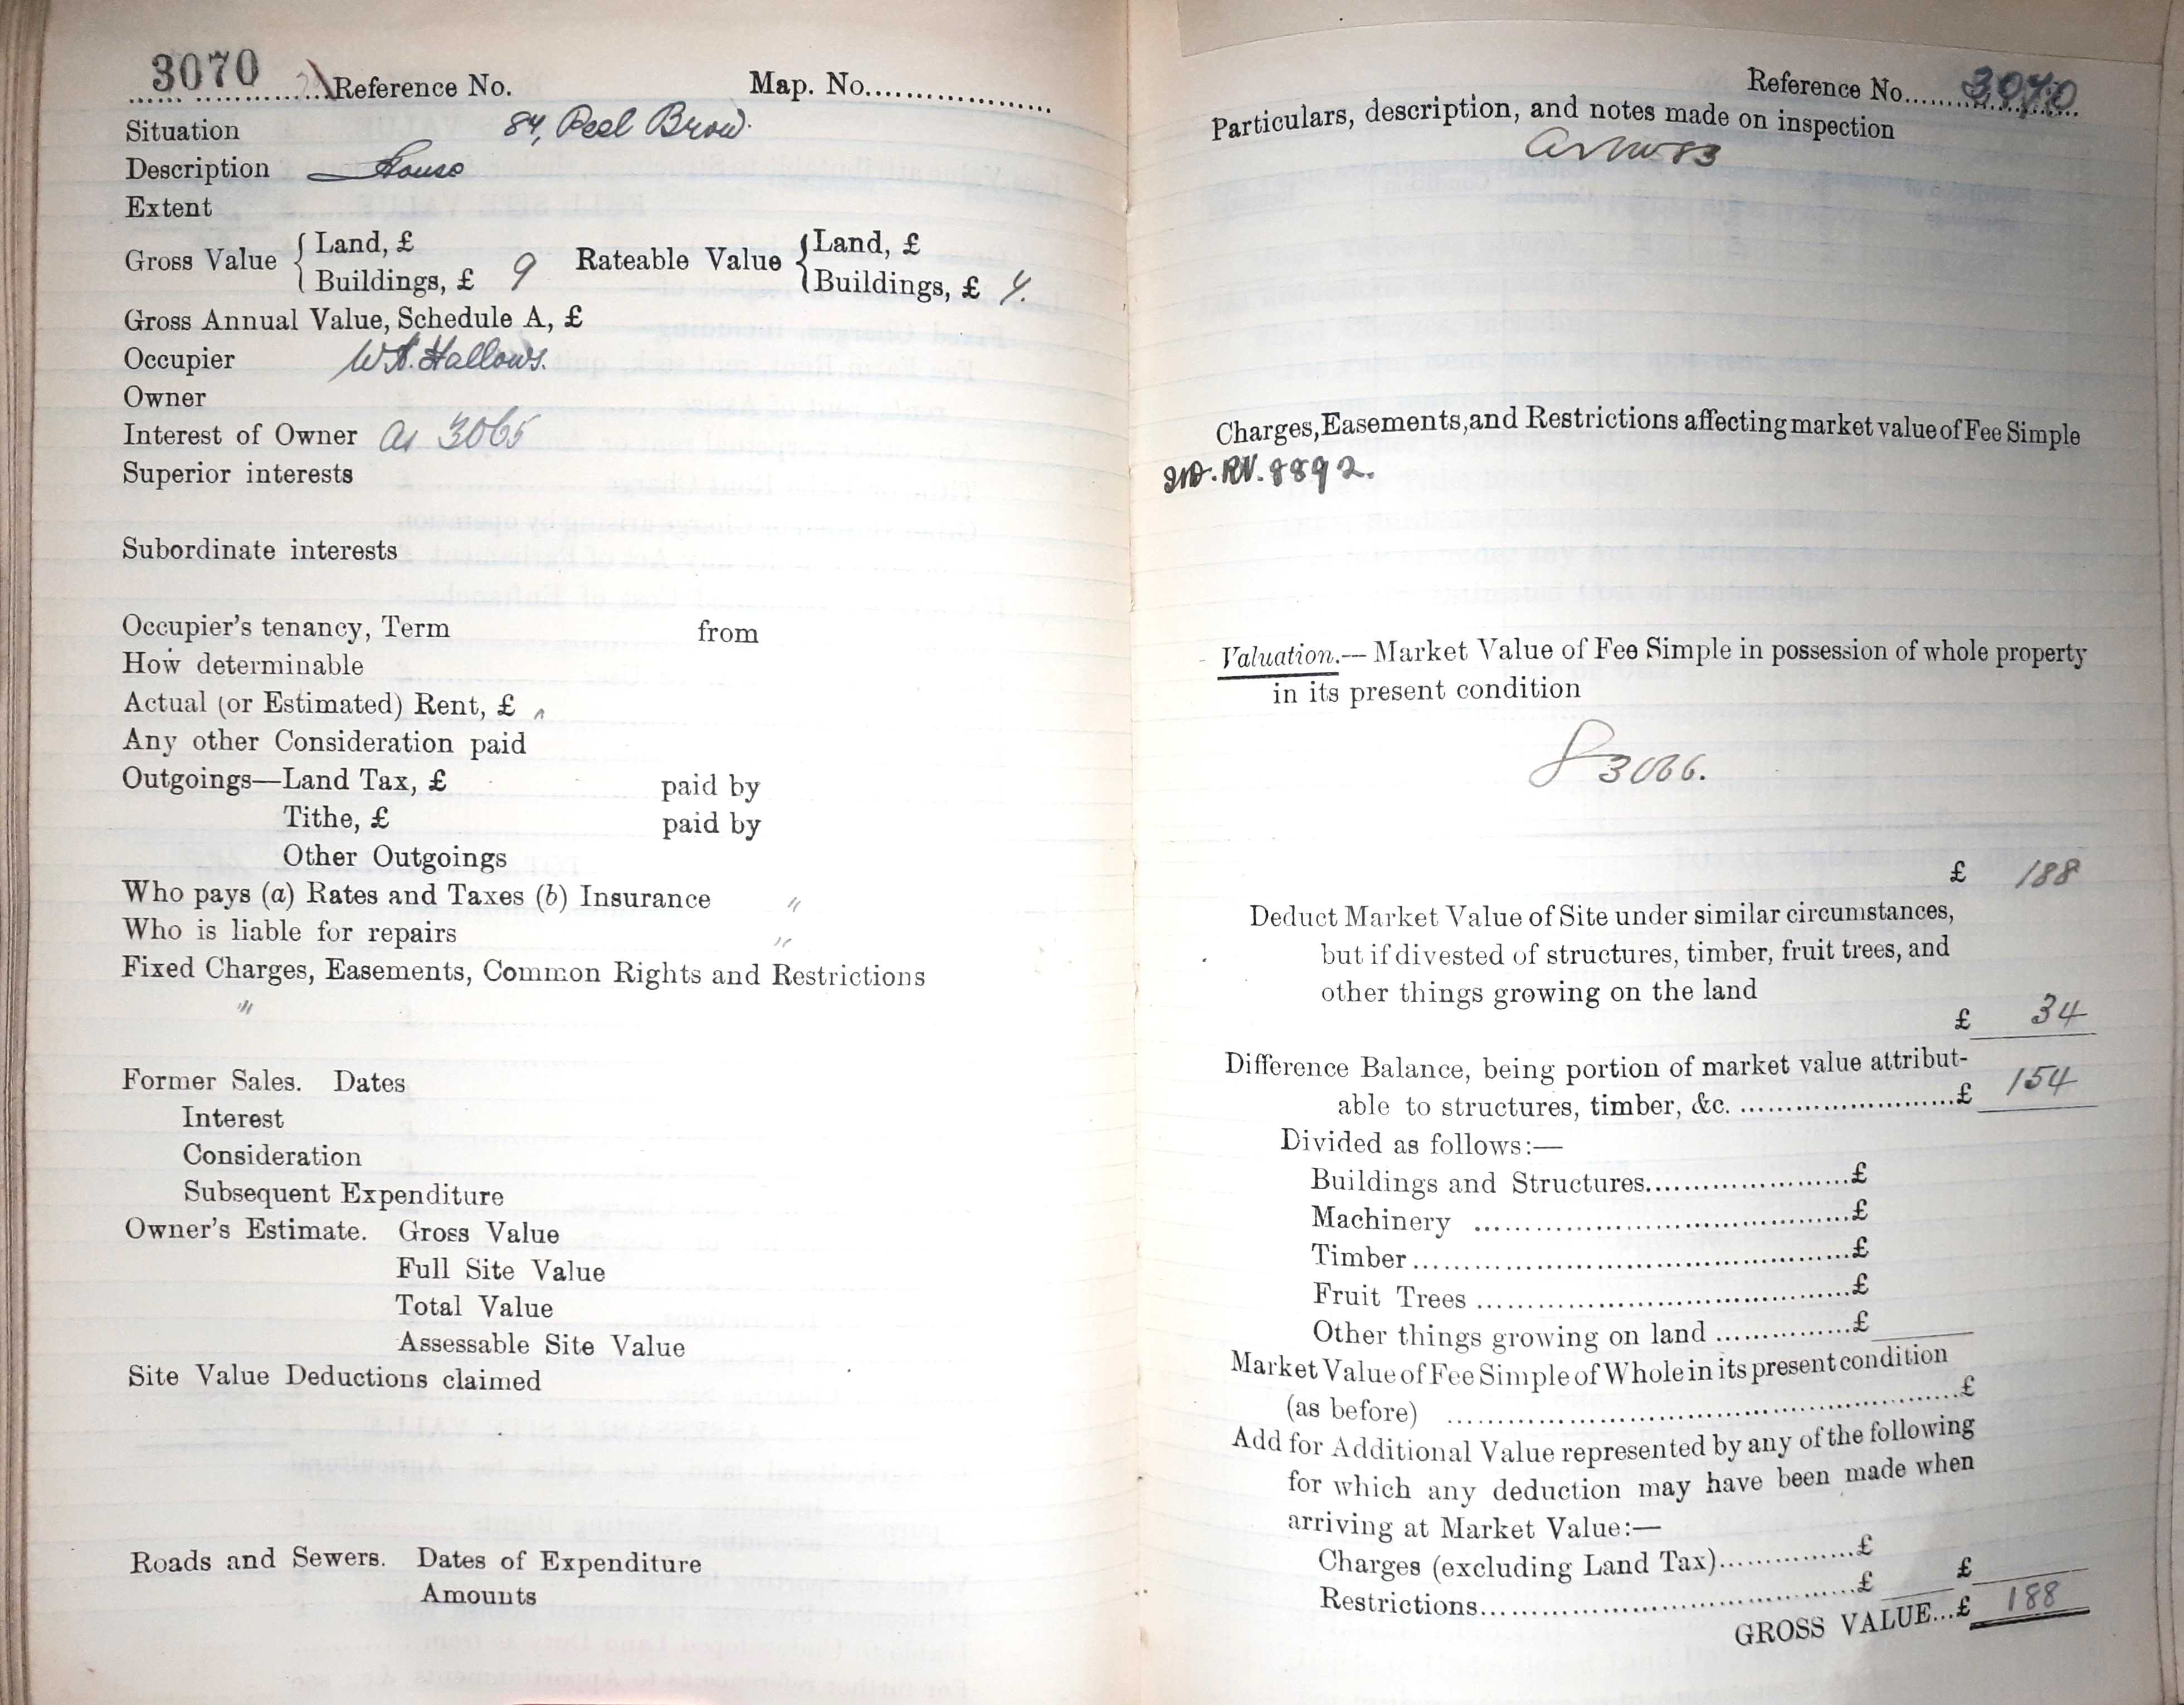 3070 Reference No. Map. No.
Situation 84, Peel Brow.
Description House
Extent
Gross Value { Land, £
Buildings, £ 9
Rateable Value { Land, £
Buildings, £ 7.
Gross Annual Value, Schedule A, £
Occupier W. Hallows.
Owner
Interest of Owner As 3065
Superior interests
Subordinate interests
Occupier's tenancy, Term from
How determinable
Actual (or Estimated) Rent, £ "
Any other Consideration paid
Outgoings—Land Tax, £ paid by
Tithe, £ paid by
Other Outgoings
Who pays (a) Rates and Taxes (b) Insurance "
Who is liable for repairs "
Fixed Charges, Easements, Common Rights and Restrictions
"
Former Sales. Dates
Interest
Consideration
Subsequent Expenditure
Owner's Estimate. Gross Value
Full Site Value
Total Value
Assessable Site Value
Site Value Deductions claimed
Roads and Sewers. Dates of Expenditure
Amounts
Reference No. 3070
Particulars, description, and notes made on inspection
Charges, Easements, and Restrictions affecting market value of Fee Simple
RV. 8892.
Valuation.— Market Value of Fee Simple in possession of whole property
in its present condition
3066.
£ 188
Deduct Market Value of Site under similar circumstances,
but if divested of structures, timber, fruit trees, and
other things growing on the land
£ 34
Difference Balance, being portion of market value attribut-
able to structures, timber, &c. £ 154
Divided as follows:—
Buildings and Structures £
Machinery £
Timber £
Fruit Trees £
Other things growing on land £
Market Value of Fee Simple of Whole in its present condition
(as before) £
Add for Additional Value represented by any of the following
for which any deduction may have been made when
arriving at Market Value:—
Charges (excluding Land Tax) £
Restrictions £ £
GROSS VALUE...£ 188